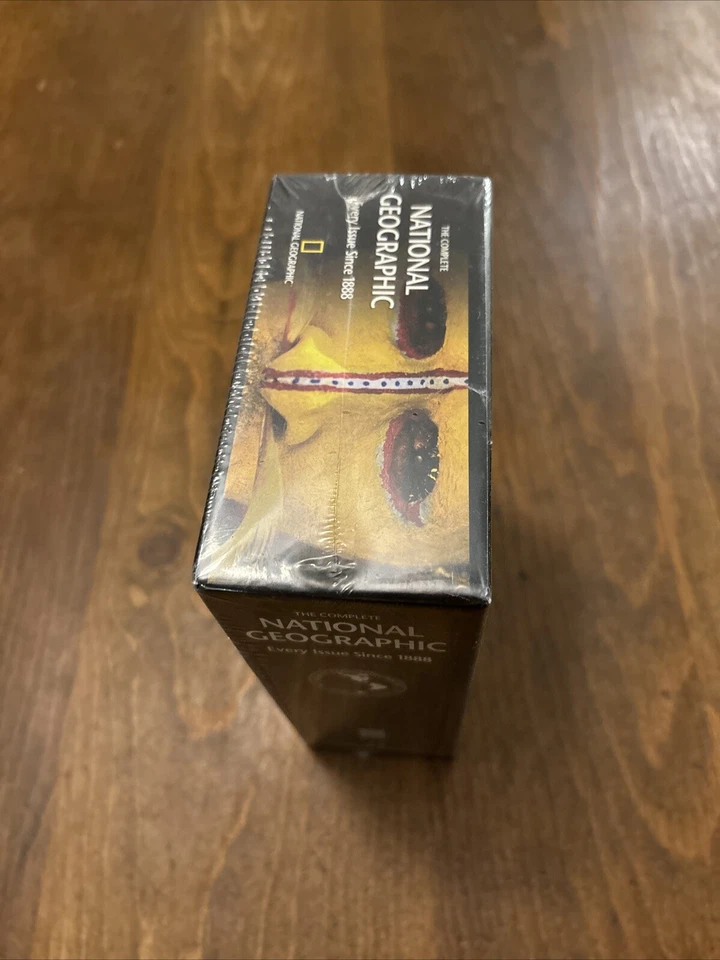 THE COMPLETE
NATIONAL
GEOGRAPHIC
Every Issue Since 1888
NATIONAL GEOGRAPHIC
THE COMPLETE
NATIONAL
GEOGRAPHIC
Every Issue Since 1888